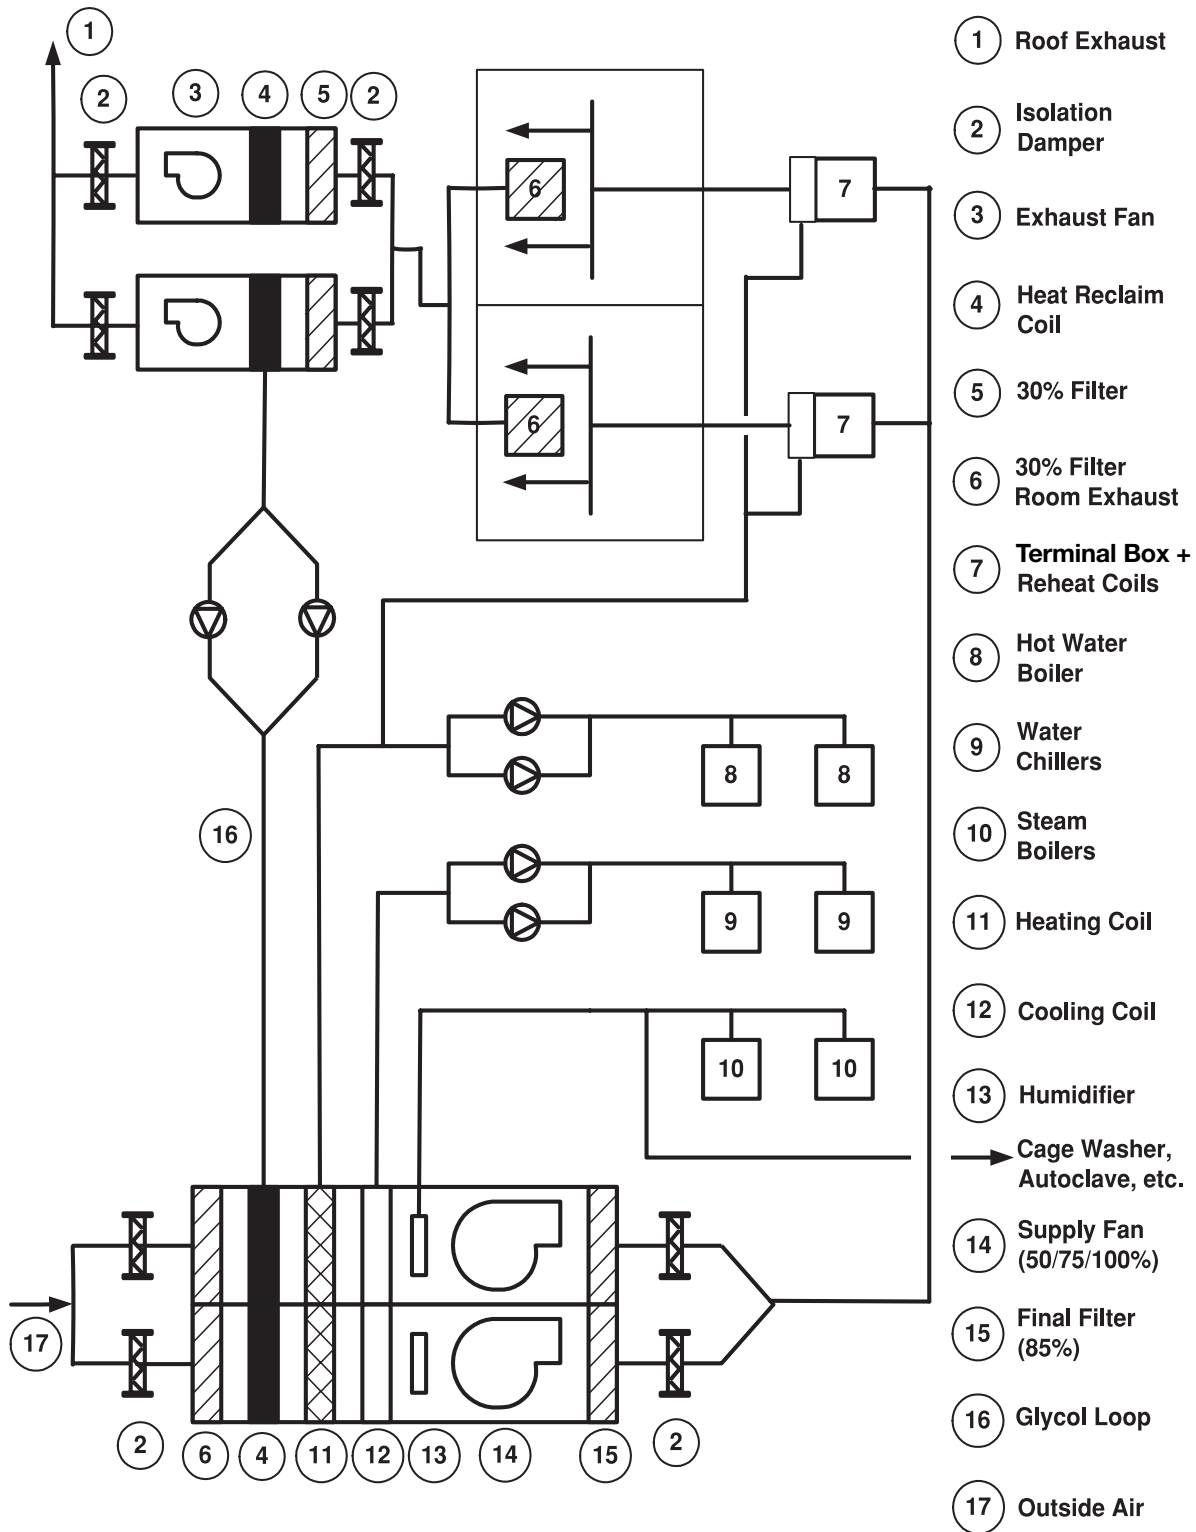 1
2
3
4
5
2
6
7
6
7
8
8
16
9
9
10
10
17
2
6
4
11
12
13
14
15
2
1 Roof Exhaust
2 Isolation
Damper
3 Exhaust Fan
4 Heat Reclaim
Coil
5 30% Filter
6 30% Filter
Room Exhaust
7 Terminal Box +
Reheat Coils
8 Hot Water
Boiler
9 Water
Chillers
10 Steam
Boilers
11 Heating Coil
12 Cooling Coil
13 Humidifier
Cage Washer,
Autoclave, etc.
14 Supply Fan
(50/75/100%)
15 Final Filter
(85%)
16 Glycol Loop
17 Outside Air